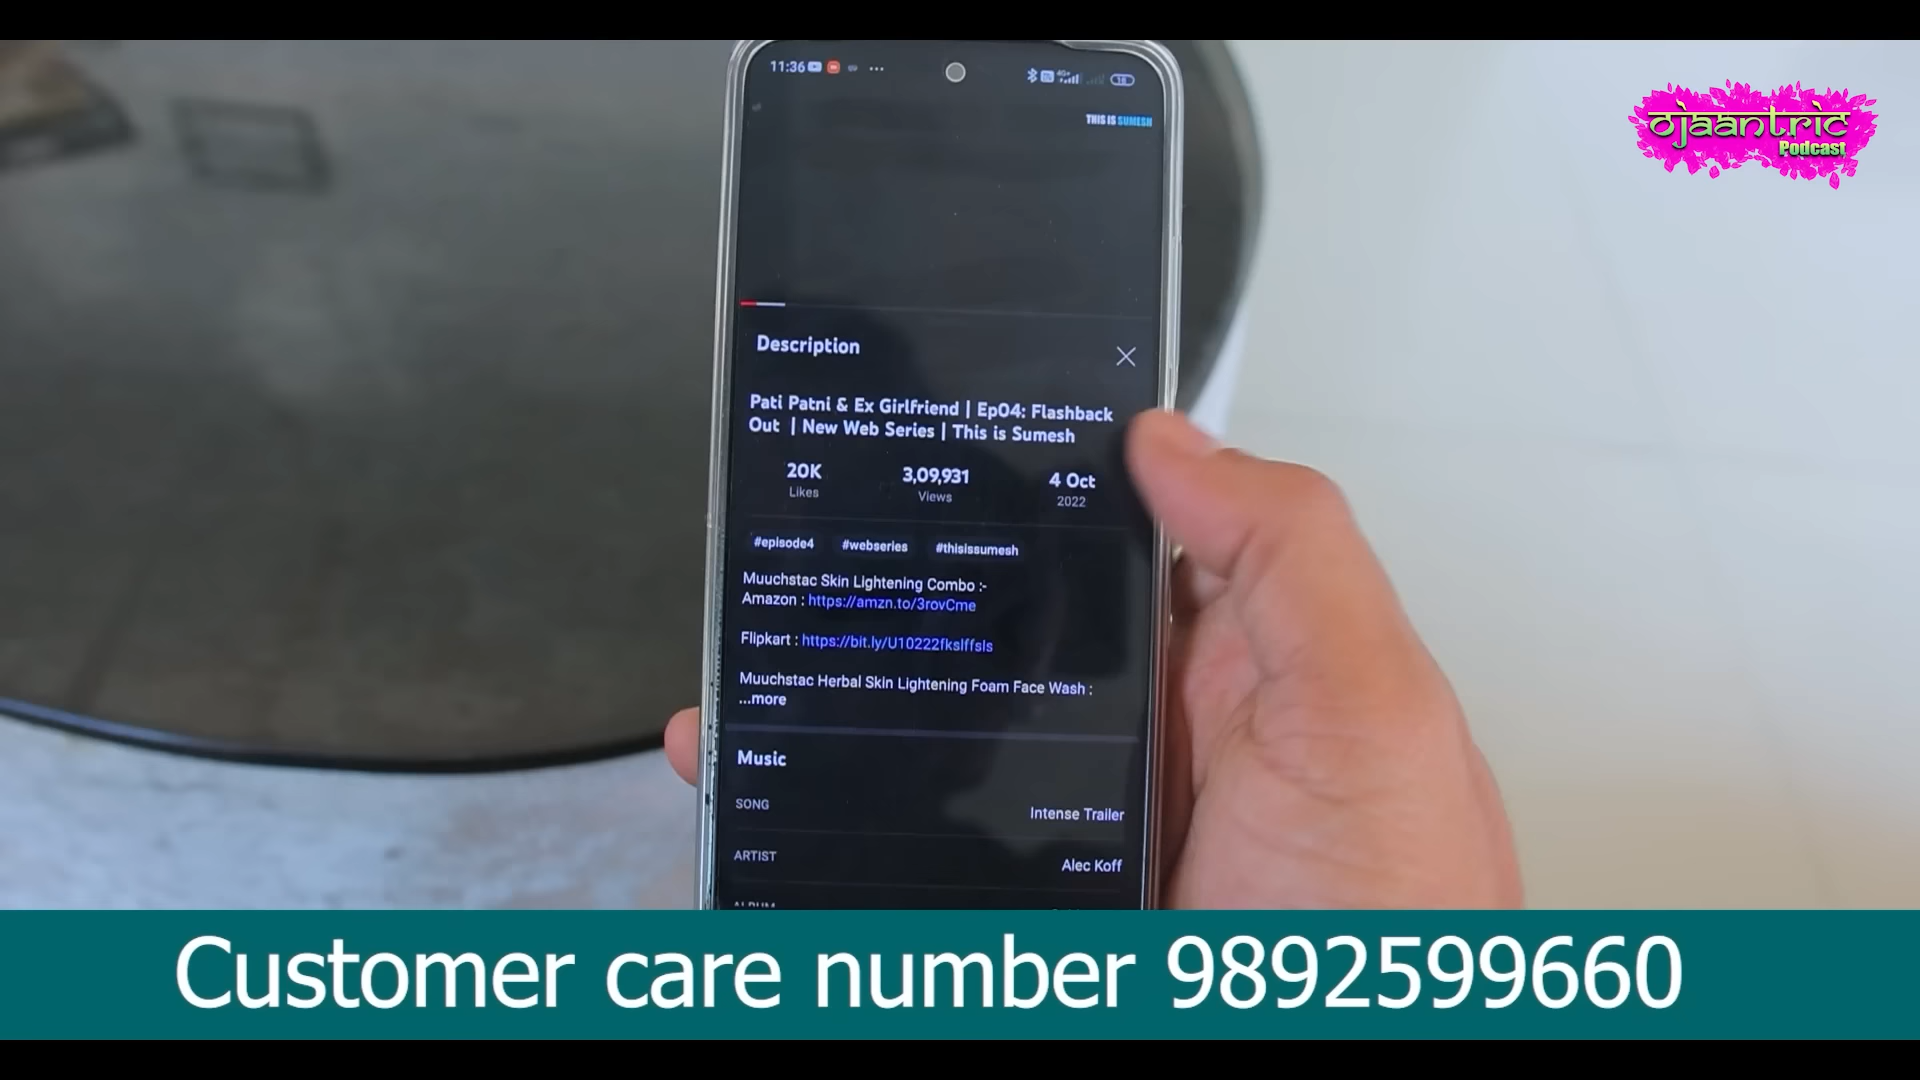 11:36
18
THIS IS SUMESH
ojaantric
Podcast
Description
Pati Patni & Ex Girlfriend | Ep04: Flashback
Out | New Web Series | This is Sumesh
20K
3,09,931
4 Oct
Likes
Views
2022
#episode4 #webseries #thisissumesh
Muuchstac Skin Lightening Combo :-
Amazon : https://amzn.to/3rovCme
Flipkart : https://bit.ly/U10222fkslffsls
Muuchstac Herbal Skin Lightening Foam Face Wash :
...more
Music
SONG
Intense Trailer
ARTIST
Alec Koff
ALBUM
Customer care number 9892599660